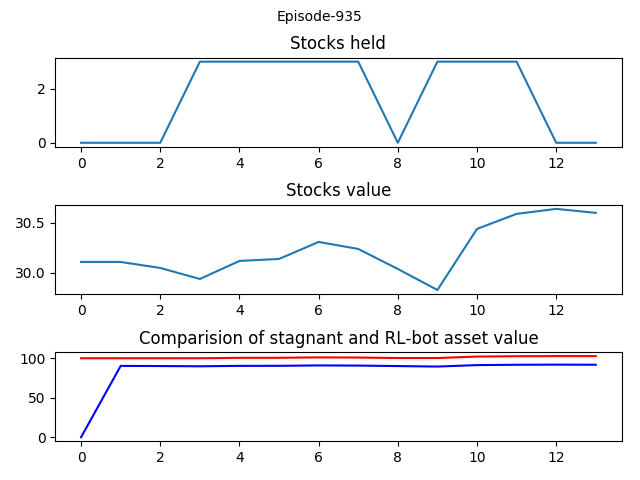 Episode-935
Stocks held
2
0
0 2 4 6 8 10 12
Stocks value
30.5
30.0
0 2 4 6 8 10 12
Comparision of stagnant and RL-bot asset value
100
50
0
0 2 4 6 8 10 12